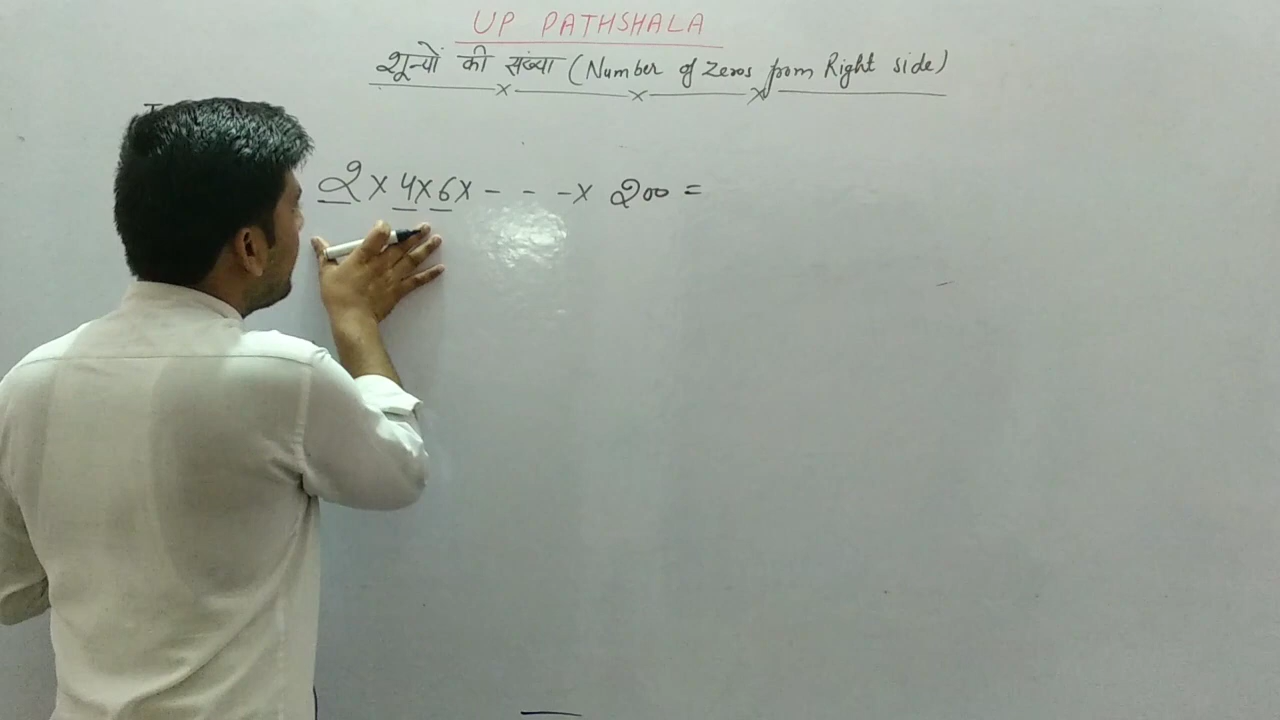 UP PATHSHALA
शून्यों की संख्या (Number of Zeros from Right side)
2 x 4 x 6 x - - - x 200 =